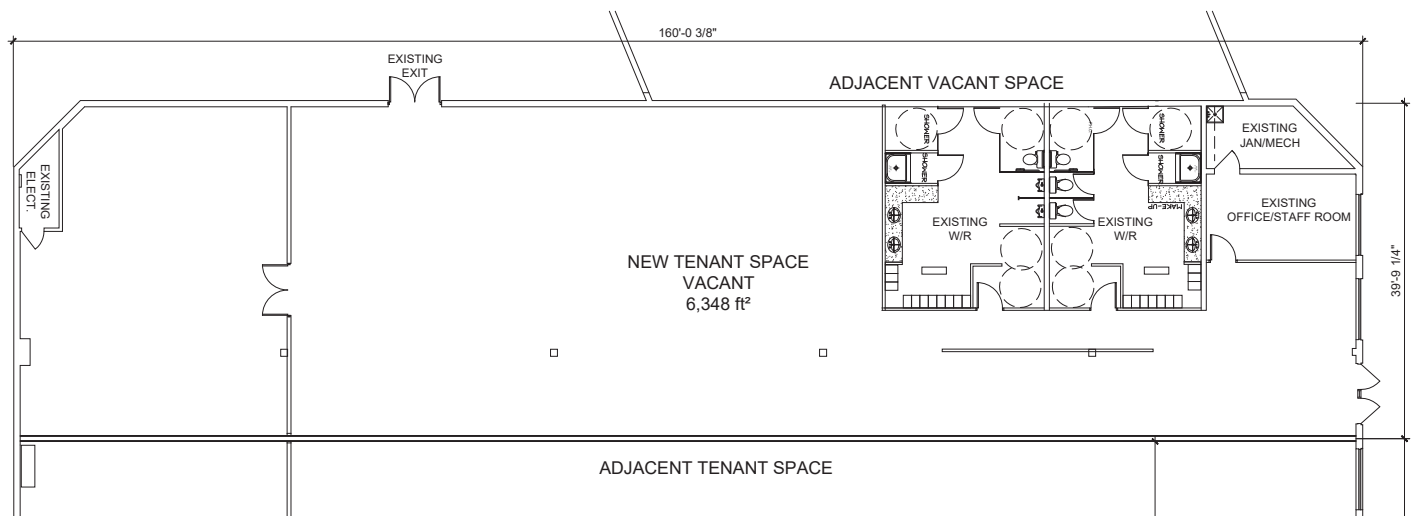 160'-0 3/8"
EXISTING
EXIT
ADJACENT VACANT SPACE
SHOWER
SHOWER
SHOWER
SHOWER
MAKE-UP
EXISTING
JAN/MECH
EXISTING
ELECT.
EXISTING
OFFICE/STAFF ROOM
EXISTING
W/R
EXISTING
W/R
NEW TENANT SPACE
VACANT
6,348 ft²
39'-9 1/4"
ADJACENT TENANT SPACE